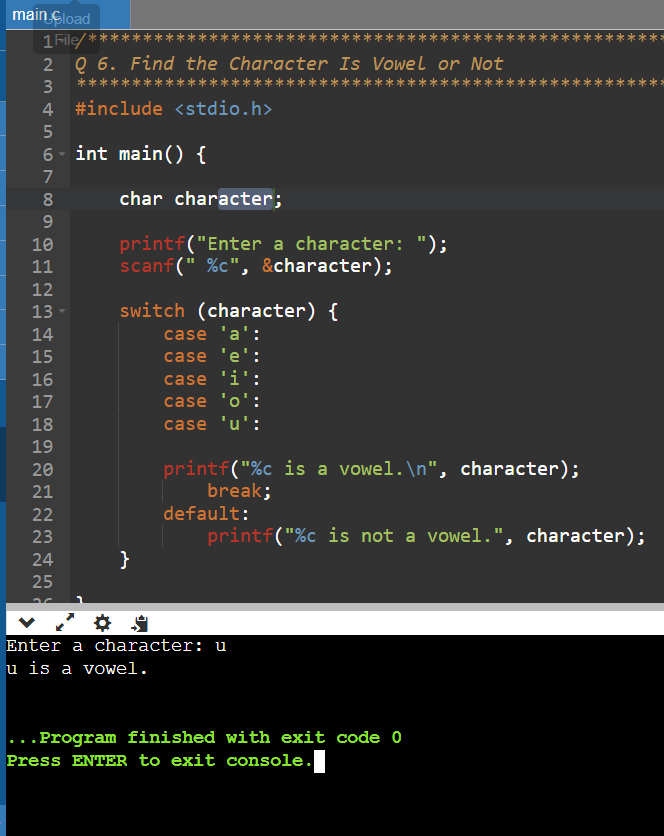 main.c
Upload
File
1 /******************************************************
2 Q 6. Find the Character Is Vowel or Not
3 ******************************************************
4 #include <stdio.h>
5
6 int main() {
7
8 char character;
9
10 printf("Enter a character: ");
11 scanf(" %c", &character);
12
13 switch (character) {
14 case 'a':
15 case 'e':
16 case 'i':
17 case 'o':
18 case 'u':
19
20 printf("%c is a vowel.\n", character);
21 break;
22 default:
23 printf("%c is not a vowel.", character);
24 }
25
26 }
Enter a character: u
u is a vowel.
...Program finished with exit code 0
Press ENTER to exit console.